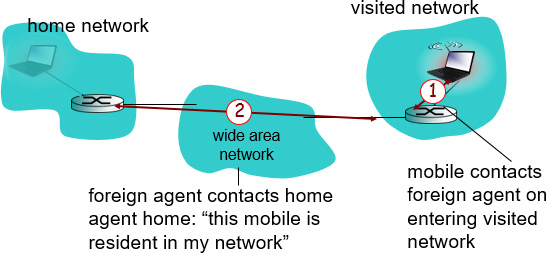 home network
visited network
1
2
wide area
network
foreign agent contacts home
agent home: “this mobile is
resident in my network”
mobile contacts
foreign agent on
entering visited
network